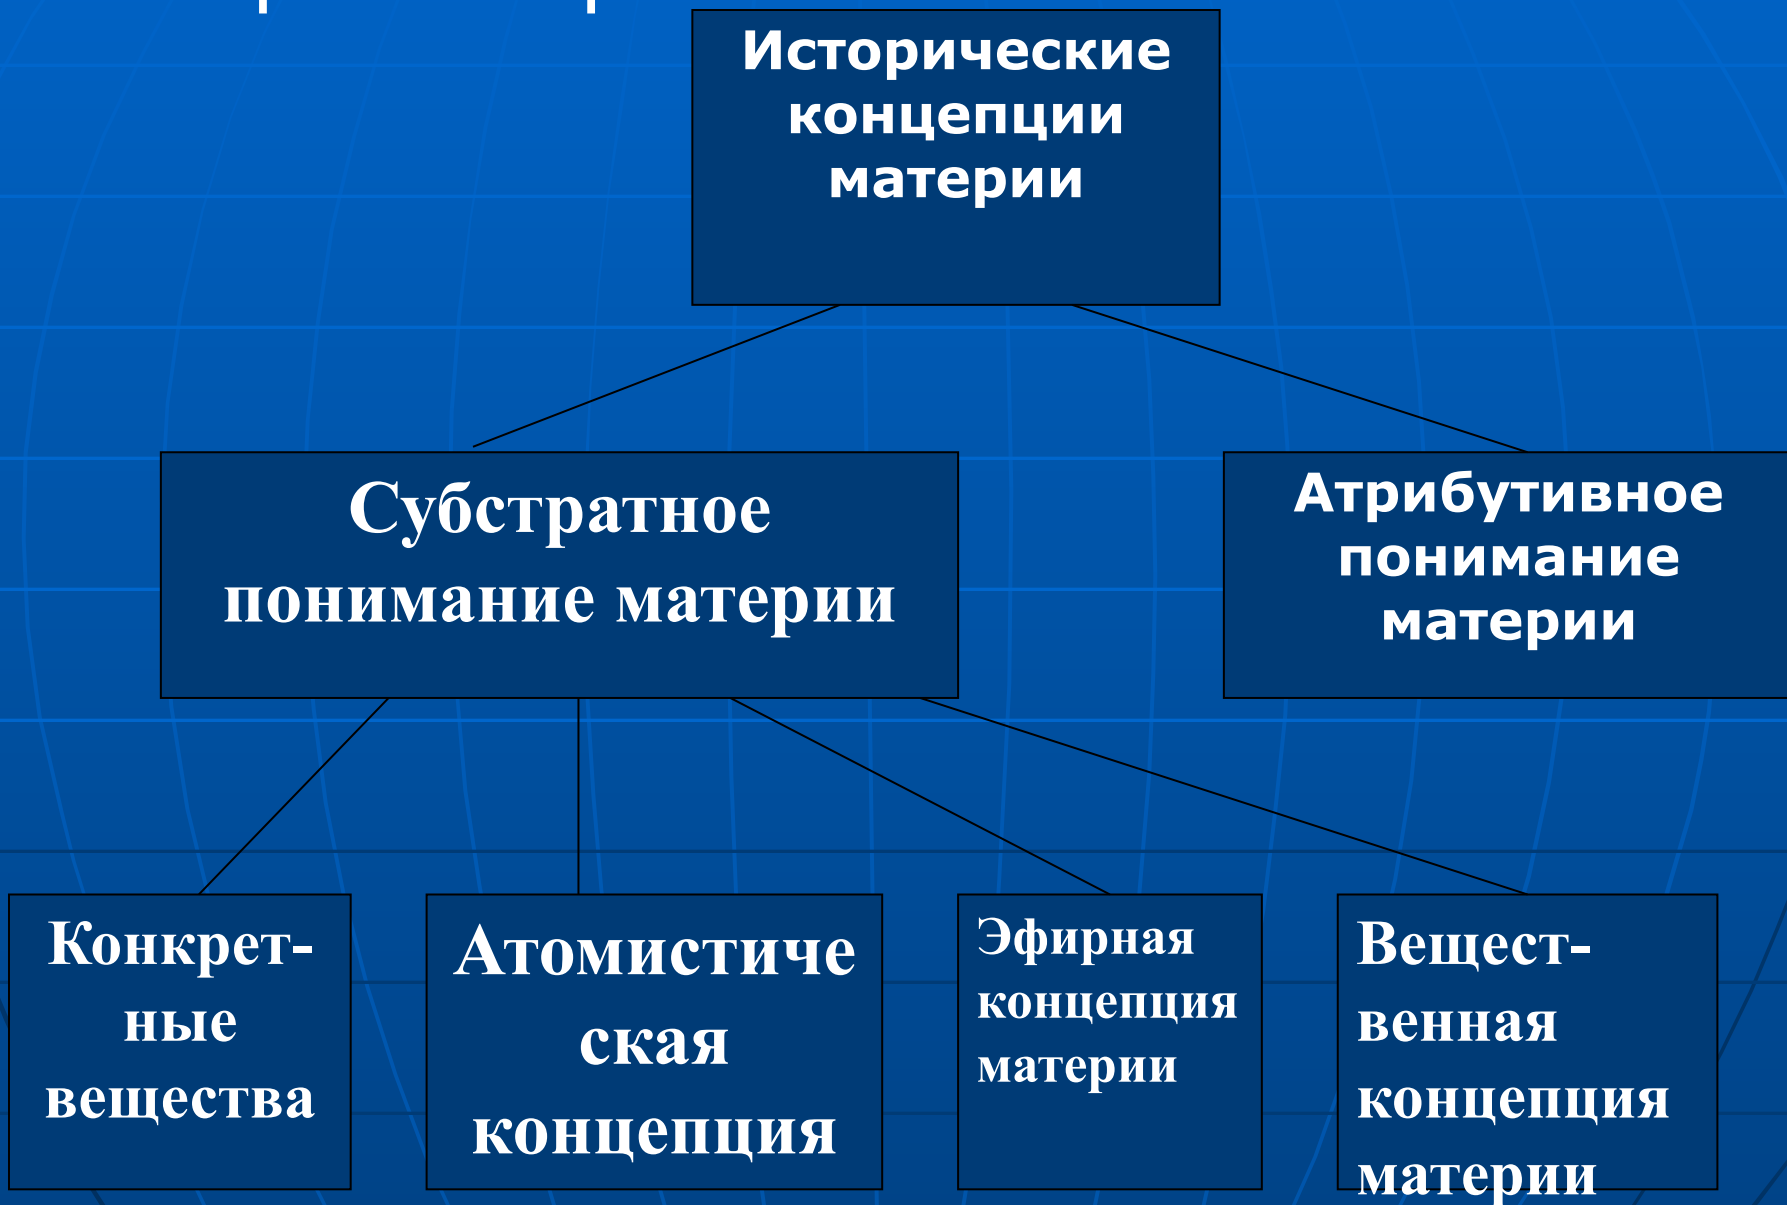 Исторические
концепции
материи
Субстратное
понимание материи
Атрибутивное
понимание
материи
Конкрет-
ные
вещества
Атомистиче
ская
концепция
Эфирная
концепция
материи
Вещест-
венная
концепция
материи